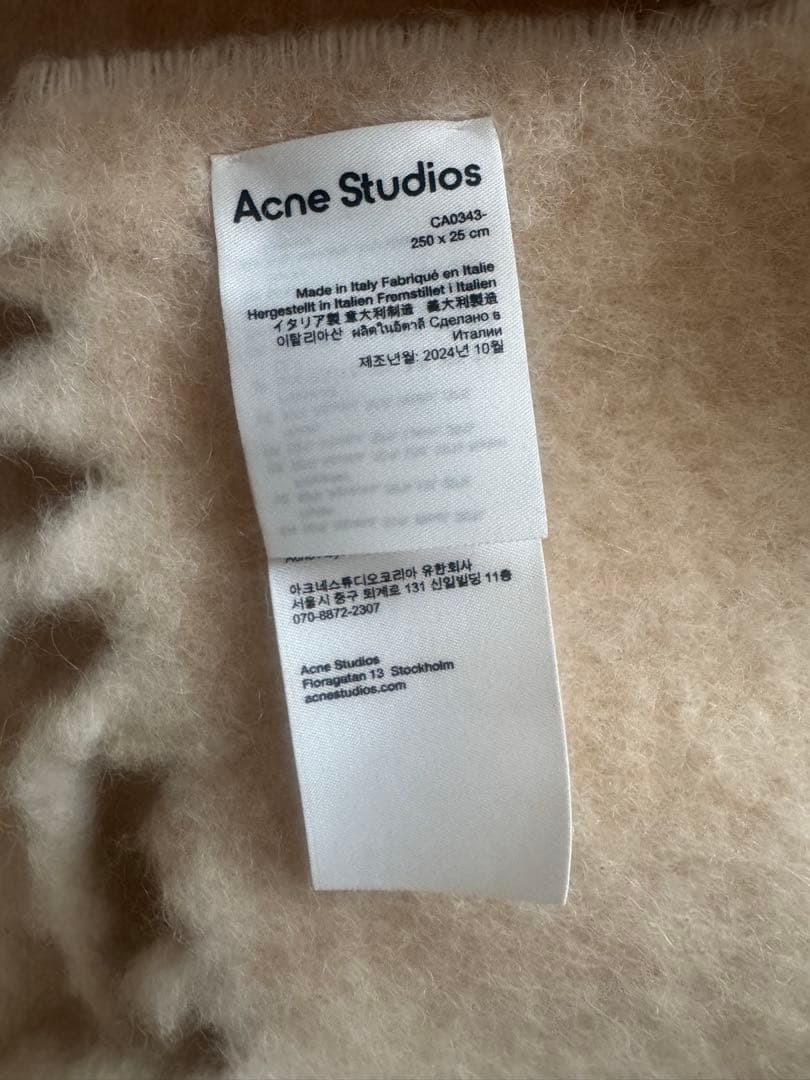 Acne Studios
CA0343-
250 x 25 cm
Made in Italy Fabriqué en Italie
Hergestellt in Italien Fremstillet i Italien
イタリア製 意大利制造 義大利製造
이탈리아산 ผลิตในอิตาลี Сделано в
Италии
제조년월: 2024년 10월
아크네스튜디오코리아 유한회사
서울시 중구 퇴계로 131 신일빌딩 11층
070-8872-2307
Acne Studios
Floragatan 13 Stockholm
acnestudios.com